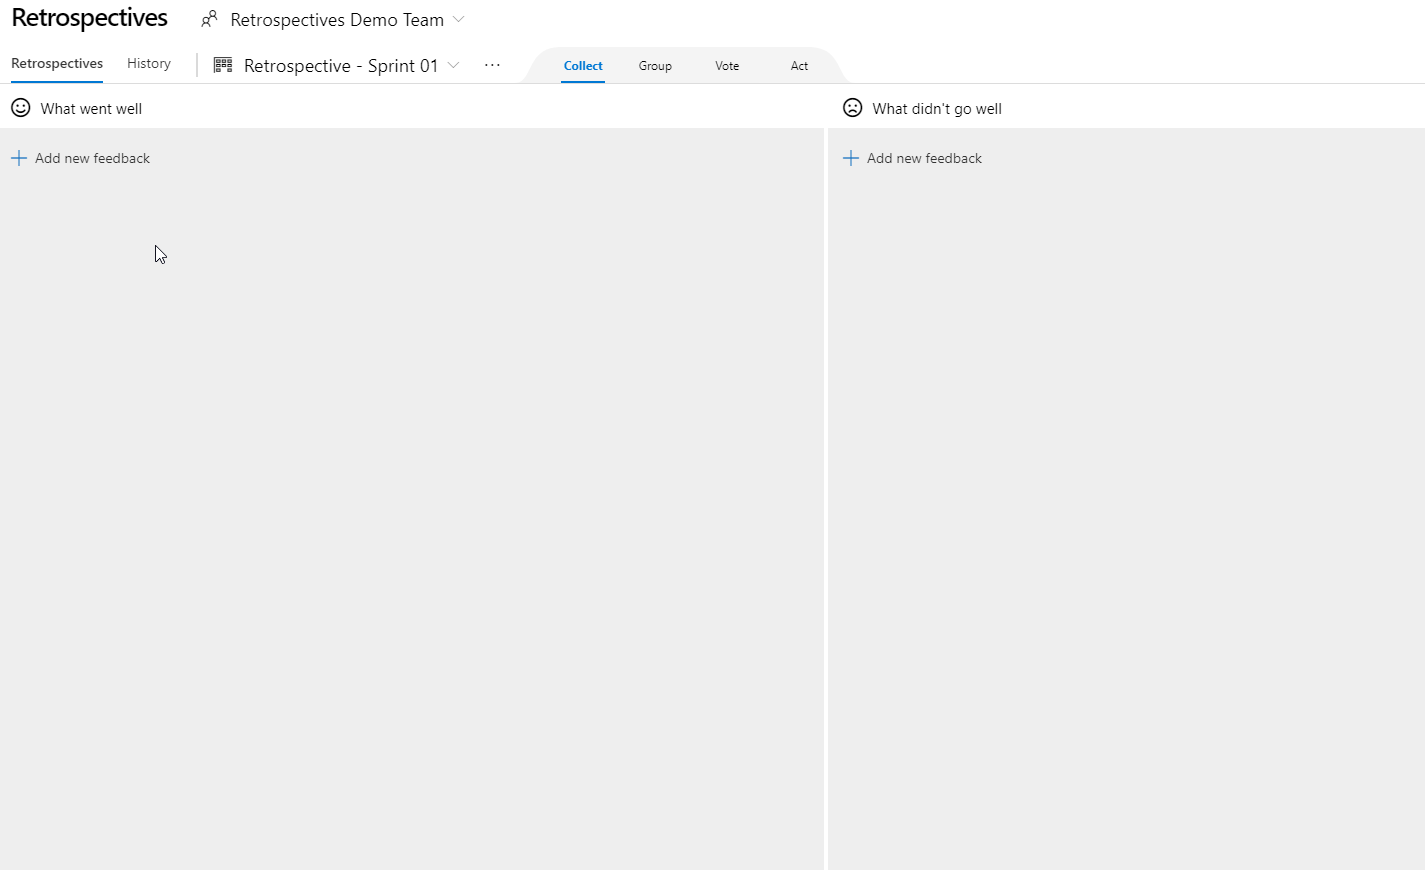 Retrospectives Retrospectives Demo Team
Retrospectives History Retrospective - Sprint 01 ... Collect Group Vote Act
What went well What didn't go well
Add new feedback Add new feedback